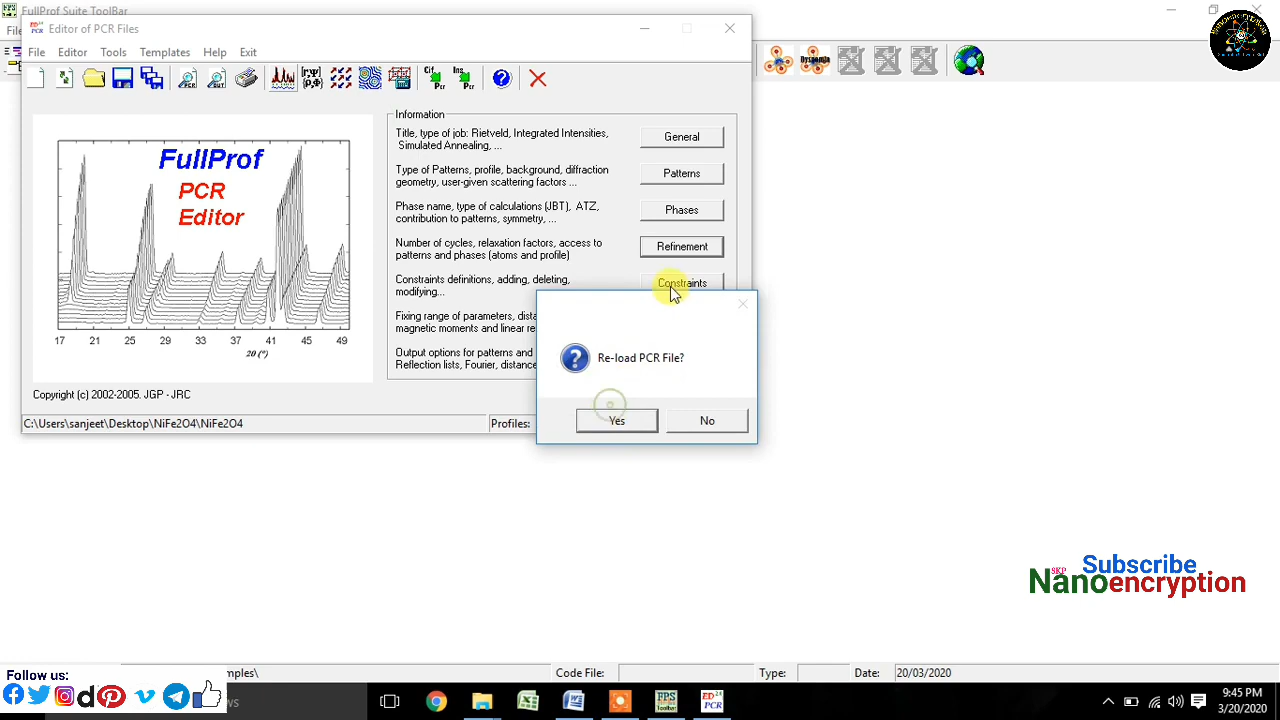 FullProf Suite ToolBar
Editor of PCR Files
File Editor Tools Templates Help Exit
FullProf
PCR
Editor
17 21 25 29 33 37 41 45 49
2θ (°)
Copyright (c) 2002-2005. JGP - JRC
C:\Users\sanjeet\Desktop\NiFe2O4\NiFe2O4
Profiles:
Information
Title, type of job: Rietveld, Integrated Intensities,
Simulated Annealing, ...
General
Type of Patterns, profile, background, diffraction
geometry, user-given scattering factors ...
Patterns
Phase name, type of calculations (JBT), ATZ,
contribution to patterns, symmetry, ...
Phases
Number of cycles, relaxation factors, access to
patterns and phases (atoms and profile)
Refinement
Constraints definitions, adding, deleting,
modifying...
Constraints
Fixing range of parameters,
magnetic moments and linear
Output options for patterns and
Reflection lists, Fourier,
Re-load PCR File?
Yes No
Dysnomia
Subscribe
SKP
Nanoencryption
Follow us:
Code File:
Type:
Date: 20/03/2020
9:45 PM
3/20/2020